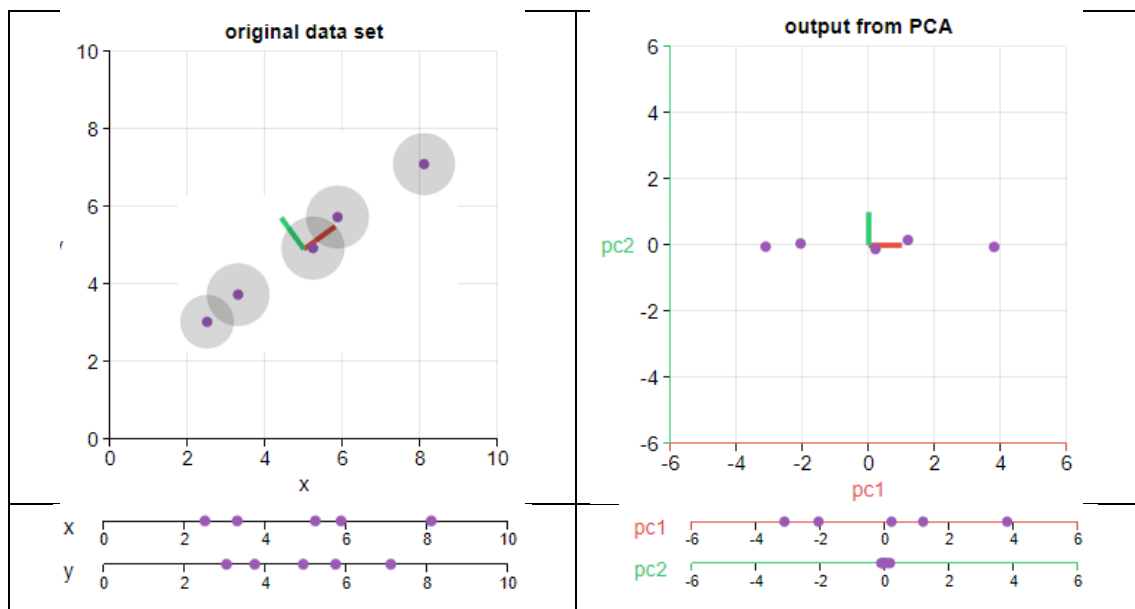 original data set
10
8
6
4
2
0
0 2 4 6 8 10
x
output from PCA
6
4
2
pc2 0
-2
-4
-6
-6 -4 -2 0 2 4 6
pc1
x 0 2 4 6 8 10
y 0 2 4 6 8 10
pc1 -6 -4 -2 0 2 4 6
pc2 -6 -4 -2 0 2 4 6